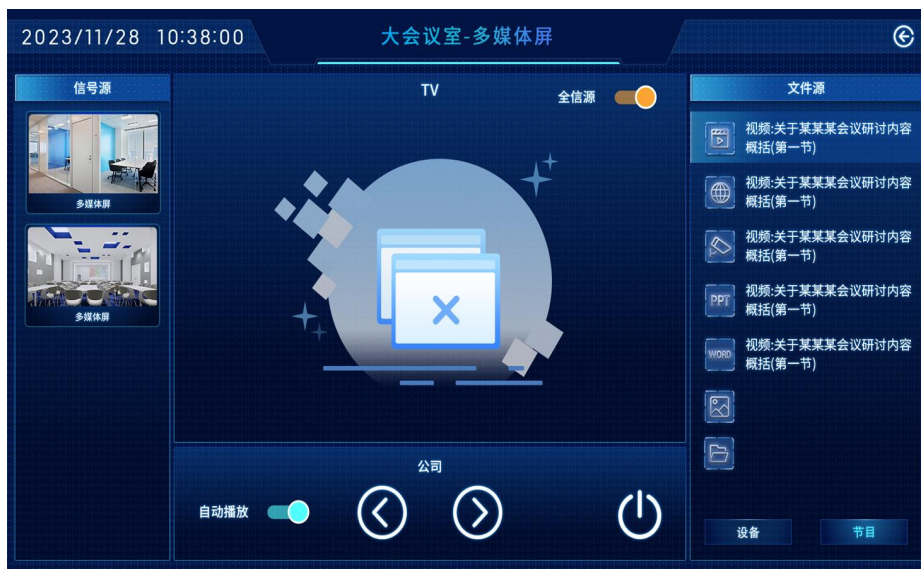 2023/11/28 10:38:00
大会议室-多媒体屏
信号源
多媒体屏
多媒体屏
TV
全信源
公司
自动播放
文件源
视频:关于某某某会议研讨内容
概括(第一节)
视频:关于某某某会议研讨内容
概括(第一节)
视频:关于某某某会议研讨内容
概括(第一节)
PPT
视频:关于某某某会议研讨内容
概括(第一节)
WORD
视频:关于某某某会议研讨内容
概括(第一节)
设备
节目